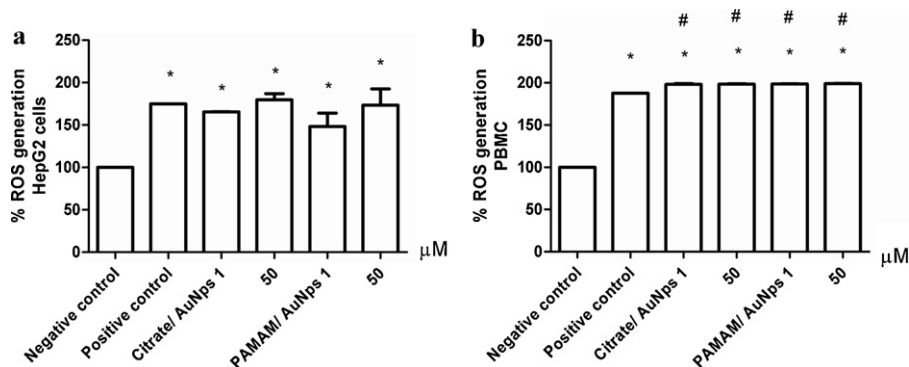 a
% ROS generation
HepG2 cells
250
200
150
100
50
0
* * * * *
Negative control
Positive control
Citrate/ AuNps 1
50
PAMAM/ AuNps 1
50
µM
b
% ROS generation
PBMC
250
200
150
100
50
0
# # # #
* * * * *
Negative control
Positive control
Citrate/ AuNps 1
50
PAMAM/ AuNps 1
50
µM